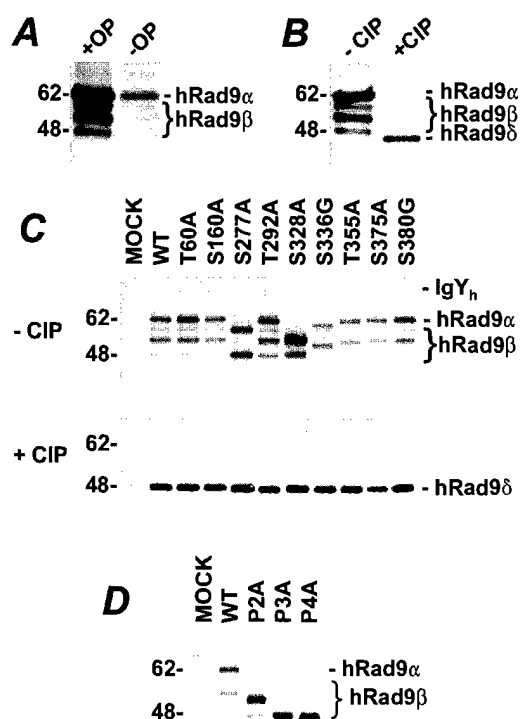 A
+OP -OP
62- - hRad9α
48- } hRad9β
B
- CIP +CIP
62- - hRad9α
} hRad9β
48- - hRad9δ
C
MOCK WT T60A S160A S277A T292A S328A S336G T355A S375A S380G
- IgYh
- CIP 62- - hRad9α
48- } hRad9β
+ CIP 62-
48- - hRad9δ
D
MOCK WT P2A P3A P4A
62- - hRad9α
} hRad9β
48-